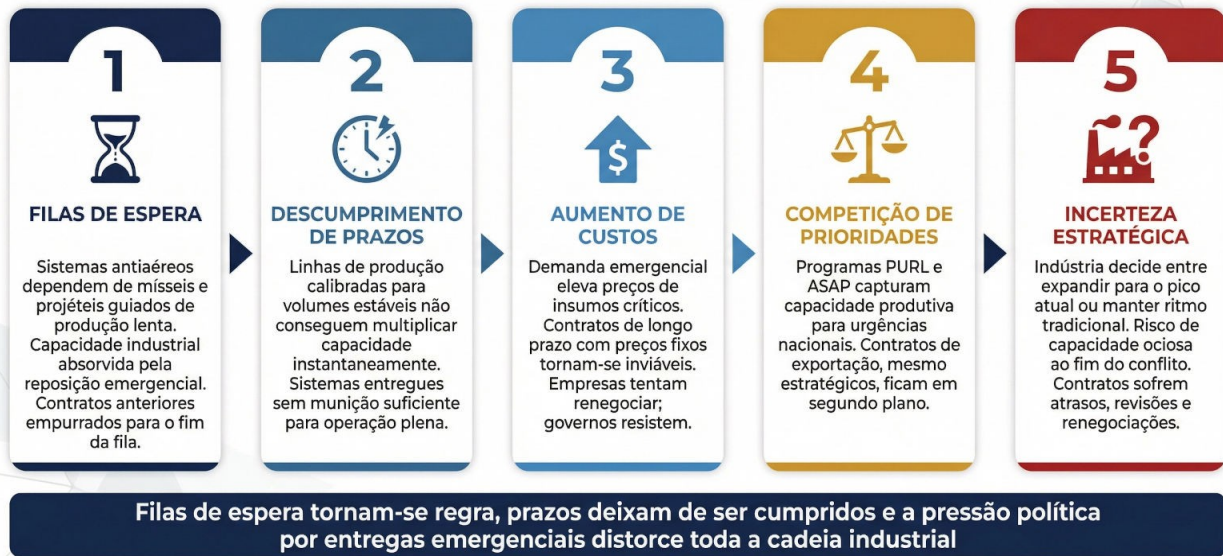 1
FILAS DE ESPERA
Sistemas antiaéreos
dependem de mísseis e
projéteis guiados de
produção lenta.
Capacidade industrial
absorvida pela
reposição emergencial.
Contratos anteriores
empurrados para o fim
da fila.
2
DESCUMPRIMENTO
DE PRAZOS
Linhas de produção
calibradas para
volumes estáveis não
conseguem multiplicar
capacidade
instantaneamente.
Sistemas entregues
sem munição suficiente
para operação plena.
3
$
AUMENTO DE
CUSTOS
Demanda emergencial
eleva preços de
insumos críticos.
Contratos de longo
prazo com preços fixos
tornam-se inviáveis.
Empresas tentam
renegociar;
governos resistem.
4
COMPETIÇÃO DE
PRIORIDADES
Programas PURL e
ASAP capturam
capacidade produtiva
para urgências
nacionais. Contratos de
exportação, mesmo
estratégicos, ficam em
segundo plano.
5
?
INCERTEZA
ESTRATÉGICA
Indústria decide entre
expandir para o pico
atual ou manter ritmo
tradicional. Risco de
capacidade ociosa
ao fim do conflito.
Contratos sofrem
atrasos, revisões e
renegociações.
Filas de espera tornam-se regra, prazos deixam de ser cumpridos e a pressão política
por entregas emergenciais distorce toda a cadeia industrial